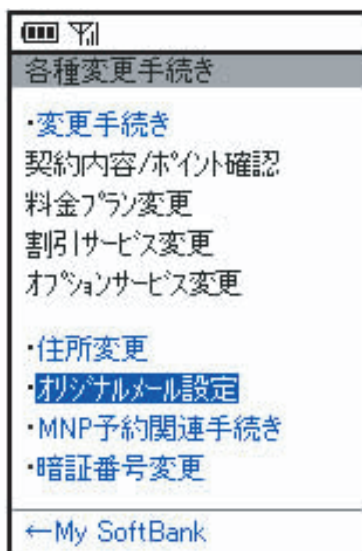 各種変更手続き
・変更手続き
契約内容/ﾎﾟｲﾝﾄ確認
料金ﾌﾟﾗﾝ変更
割引ｻｰﾋﾞｽ変更
ｵﾌﾟｼｮﾝｻｰﾋﾞｽ変更
・住所変更
・ｵﾘｼﾞﾅﾙﾒｰﾙ設定
・MNP予約関連手続き
・暗証番号変更
←My SoftBank